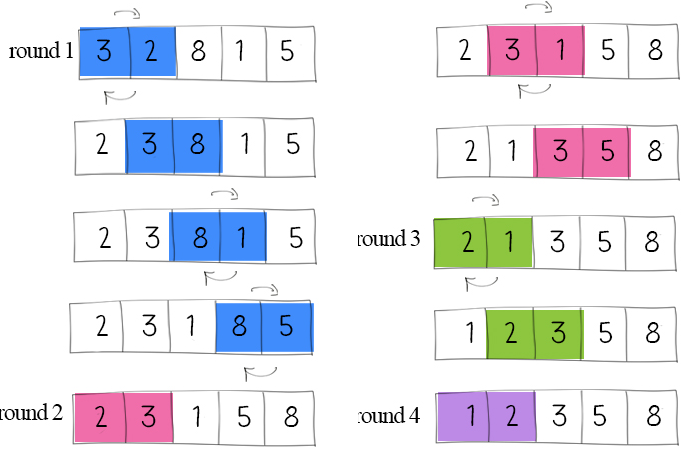 round 1 3 2 8 1 5
2 3 8 1 5
2 3 8 1 5
2 3 1 8 5
round 2 2 3 1 5 8
2 3 1 5 8
2 1 3 5 8
round 3 2 1 3 5 8
1 2 3 5 8
round 4 1 2 3 5 8